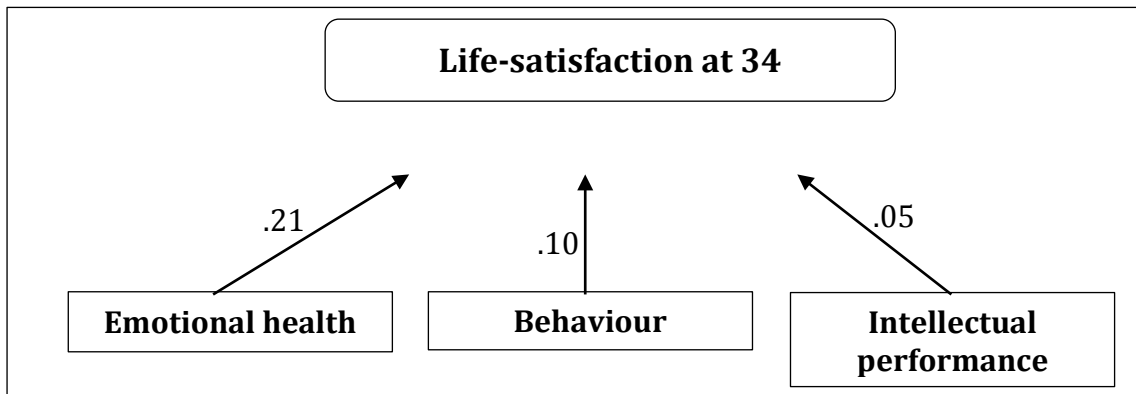 Life-satisfaction at 34
.21
.10
.05
Emotional health
Behaviour
Intellectual
performance